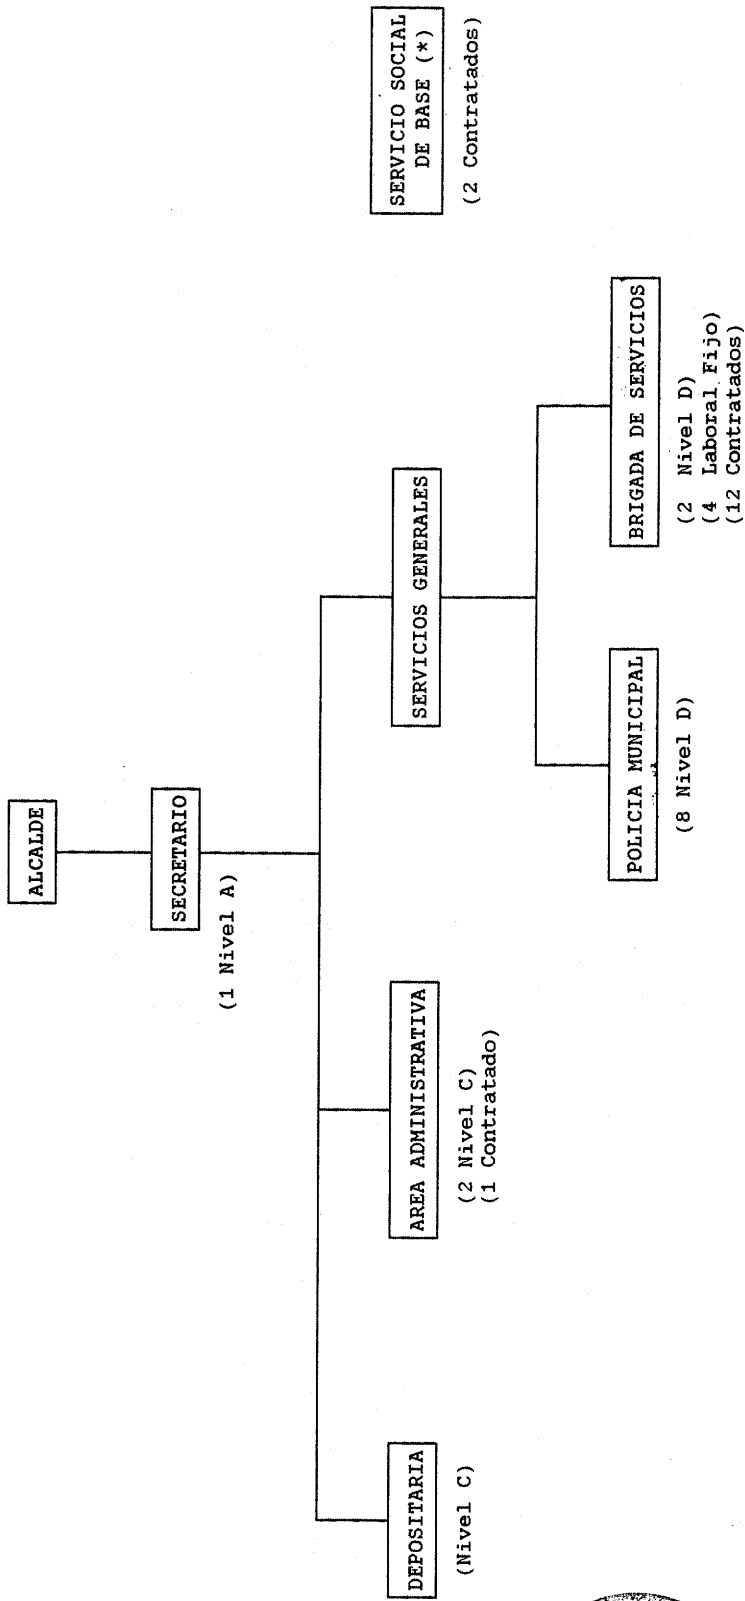 ALCALDE
SECRETARIO
(1 Nivel A)
DEPOSITARIA
(Nivel C)
AREA ADMINISTRATIVA
(2 Nivel C)
(1 Contratado)
SERVICIOS GENERALES
SERVICIO SOCIAL
DE BASE (*)
(2 Contratados)
POLICIA MUNICIPAL
(8 Nivel D)
BRIGADA DE SERVICIOS
(2 Nivel D)
(4 Laboral Fijo)
(12 Contratados)